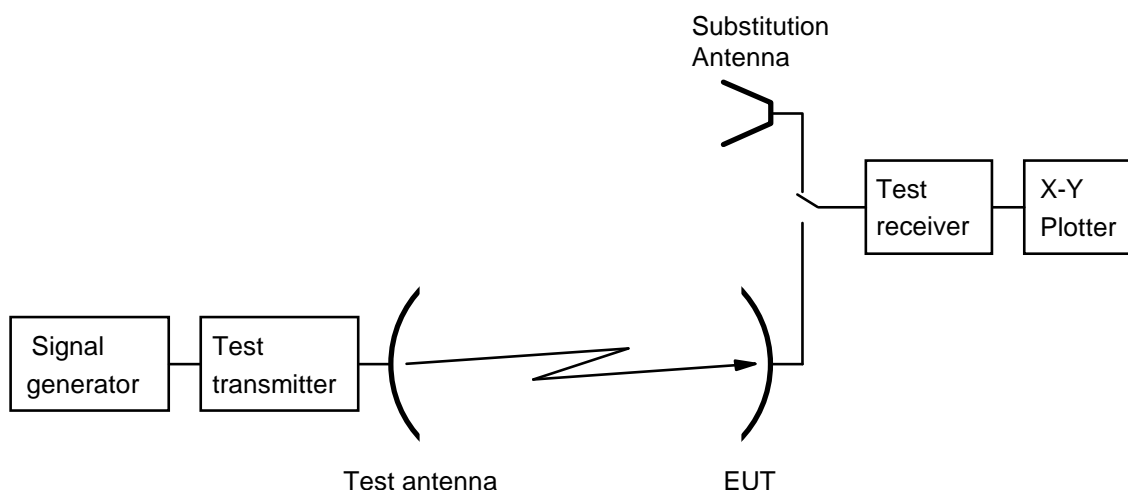 Substitution
Antenna
Test
receiver
X-Y
Plotter
Signal
generator
Test
transmitter
Test antenna
EUT